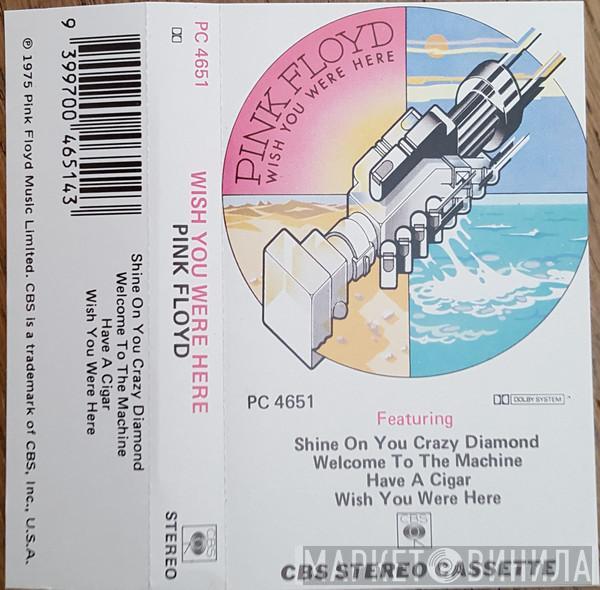 PINK FLOYD
WISH YOU WERE HERE
PC 4651
DOLBY SYSTEM
Featuring
Shine On You Crazy Diamond
Welcome To The Machine
Have A Cigar
Wish You Were Here
CBS
CBS STEREO CASSETTE
МАРКЕТ ВИНИЛА
PC 4651
WISH YOU WERE HERE
PINK FLOYD
CBS
STEREO
Shine On You Crazy Diamond
Welcome To The Machine
Have A Cigar
Wish You Were Here
9 399700 465143
℗ 1975 Pink Floyd Music Limited. CBS is a trademark of CBS, Inc., U.S.A.